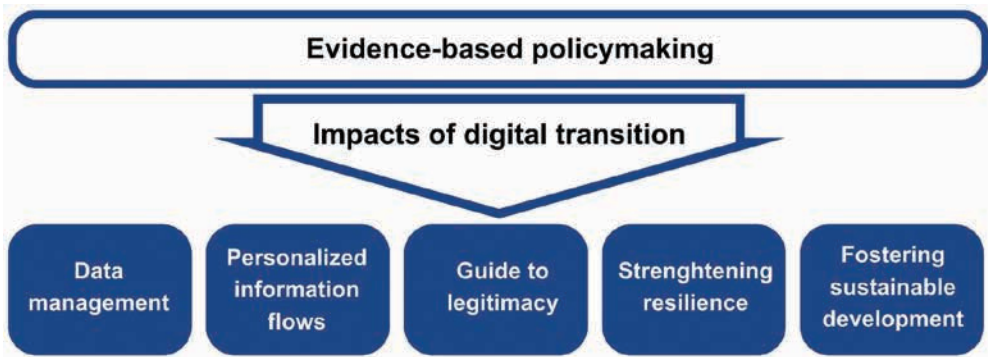 Evidence-based policymaking
Impacts of digital transition
Data
management
Personalized
information
flows
Guide to
legitimacy
Strenghtening
resilience
Fostering
sustainable
development